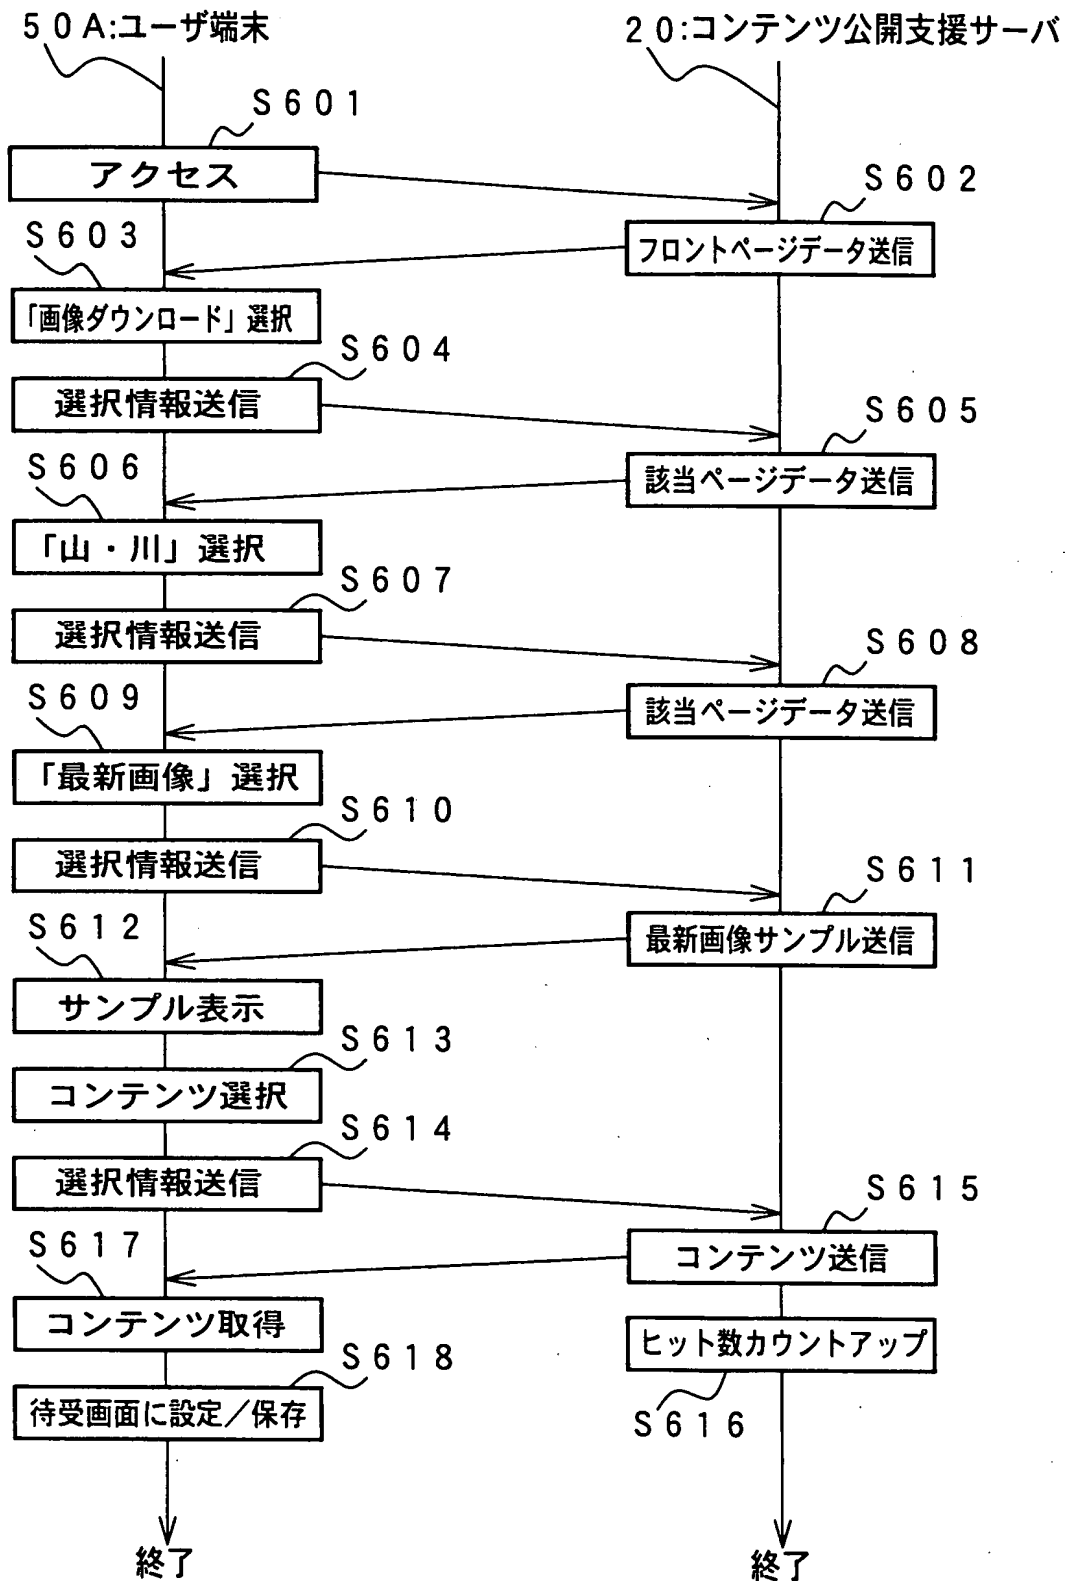 ５０A:ユーザ端末
２０:コンテンツ公開支援サーバ
S６０１
アクセス
S６０２
フロントページデータ送信
S６０３
「画像ダウンロード」選択
S６０４
選択情報送信
S６０５
該当ページデータ送信
S６０６
「山・川」選択
S６０７
選択情報送信
S６０８
該当ページデータ送信
S６０９
「最新画像」選択
S６１０
選択情報送信
S６１１
最新画像サンプル送信
S６１２
サンプル表示
S６１３
コンテンツ選択
S６１４
選択情報送信
S６１５
コンテンツ送信
S６１７
コンテンツ取得
ヒット数カウントアップ
S６１６
S６１８
待受画面に設定／保存
終了
終了